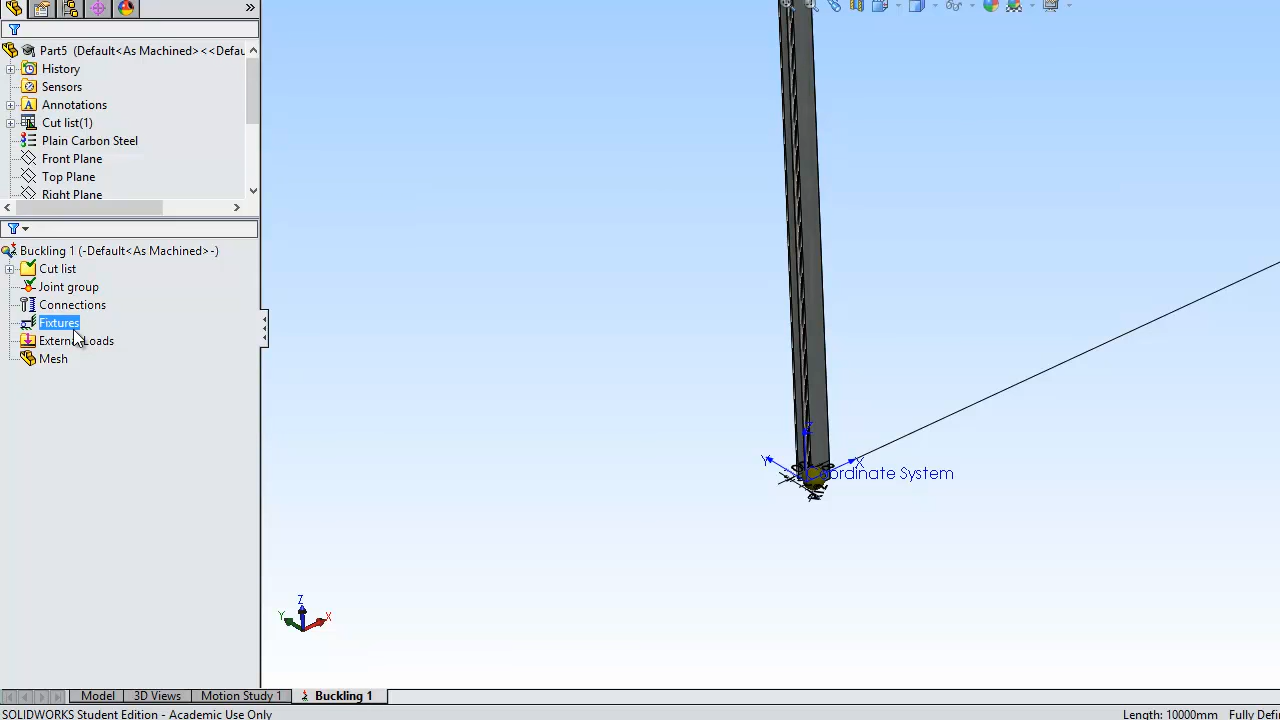 Part5 (Default<As Machined><<Defau
History
Sensors
Annotations
Cut list(1)
Plain Carbon Steel
Front Plane
Top Plane
Right Plane
Buckling 1 (-Default<As Machined>-)
Cut list
Joint group
Connections
Fixtures
External Loads
Mesh
Z
Y
X
oordinate System
Z
Y
X
Model
3D Views
Motion Study 1
Buckling 1
SOLIDWORKS Student Edition - Academic Use Only
Length: 10000mm
Fully Defi